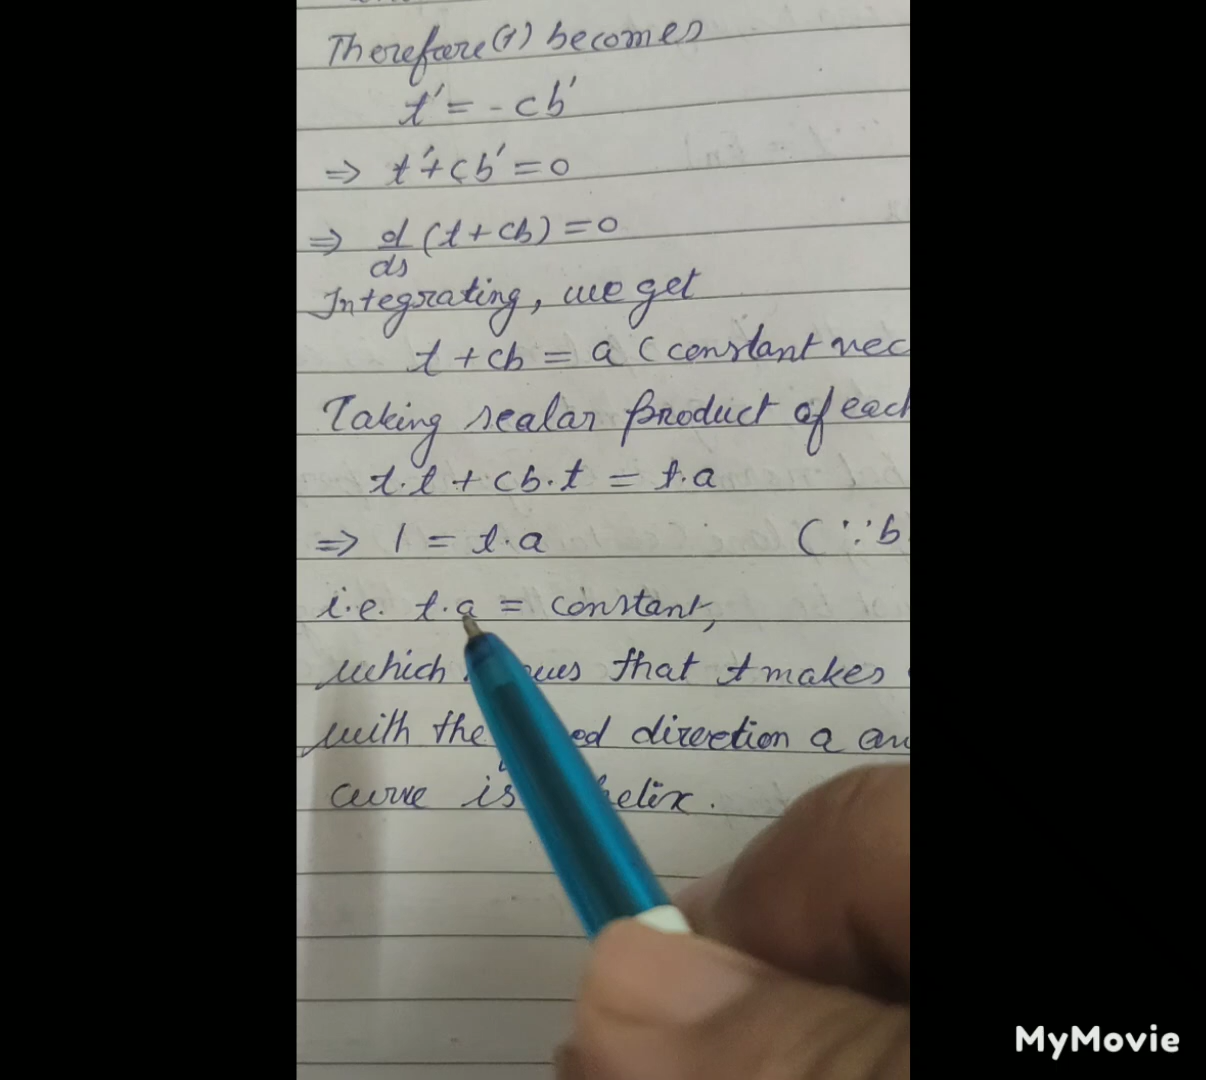 Therefore (1) becomes
t' = - cb'
⇒ t' + cb' = 0
⇒ d/ds (t + cb) = 0
Integrating, we get
t + cb = a (constant vec
Taking scalar product of each
t.t + cb.t = t.a
⇒ 1 = t.a (∵ b
i.e. t.a = constant,
which that t makes
with the direction a an
curve is helix.
MyMovie